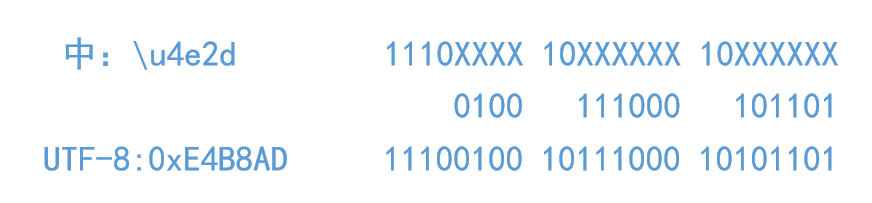 中：\u4e2d 1110XXXX 10XXXXXX 10XXXXXX
0100 111000 101101
UTF-8:0xE4B8AD 11100100 10111000 10101101